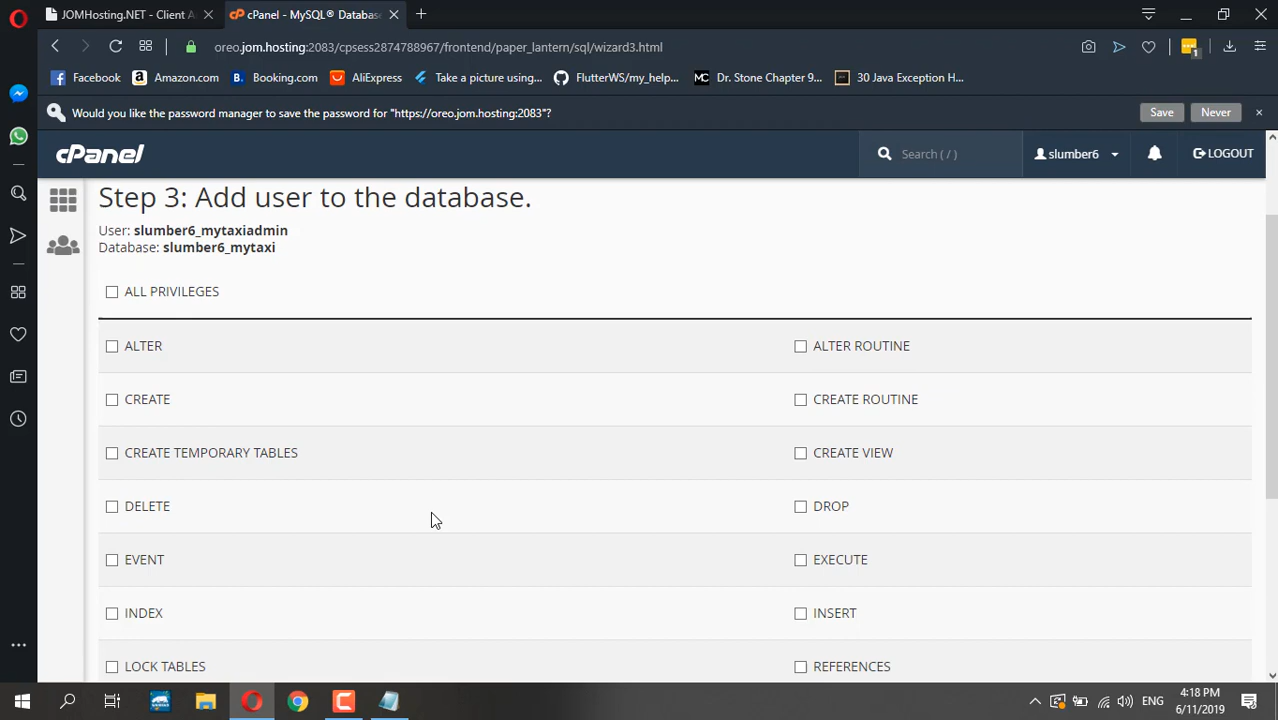 JOMHosting.NET - Client A
cPanel - MySQL® Databas
oreo.jom.hosting:2083/cpsess2874788967/frontend/paper_lantern/sql/wizard3.html
1
Facebook
Amazon.com
Booking.com
AliExpress
Take a picture using...
FlutterWS/my_help...
Dr. Stone Chapter 9...
30 Java Exception H...
Would you like the password manager to save the password for "https://oreo.jom.hosting:2083"?
Save
Never
cPanel
Search ( / )
slumber6
LOGOUT
Step 3: Add user to the database.
User: slumber6_mytaxiadmin
Database: slumber6_mytaxi
ALL PRIVILEGES
ALTER
ALTER ROUTINE
CREATE
CREATE ROUTINE
CREATE TEMPORARY TABLES
CREATE VIEW
DELETE
DROP
EVENT
EXECUTE
INDEX
INSERT
LOCK TABLES
REFERENCES
ENG
4:18 PM
6/11/2019